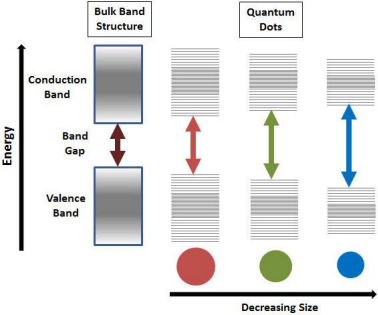 Bulk Band
Structure
Quantum
Dots
Conduction
Band
Band
Gap
Energy
Valence
Band
Decreasing Size